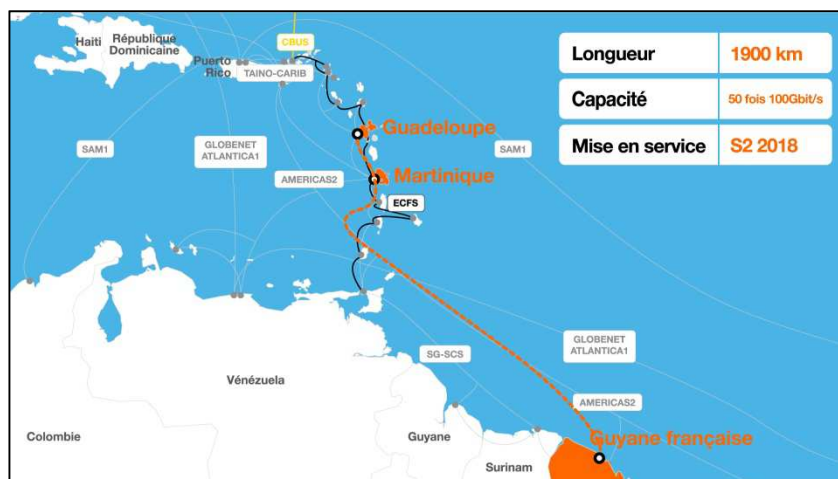 CBUS
Haiti
République
Dominicaine
Puerto
Rico
TAINO-CARIB
Longueur
1900 km
Capacité
50 fois 100Gbit/s
Mise en service
S2 2018
Guadeloupe
SAM1
GLOBENET
ATLANTICA1
SAM1
AMERICAS2
Martinique
ECFS
GLOBENET
ATLANTICA1
SG-SCS
Vénézuela
AMERICAS2
Colombie
Guyane
Guyane française
Surinam